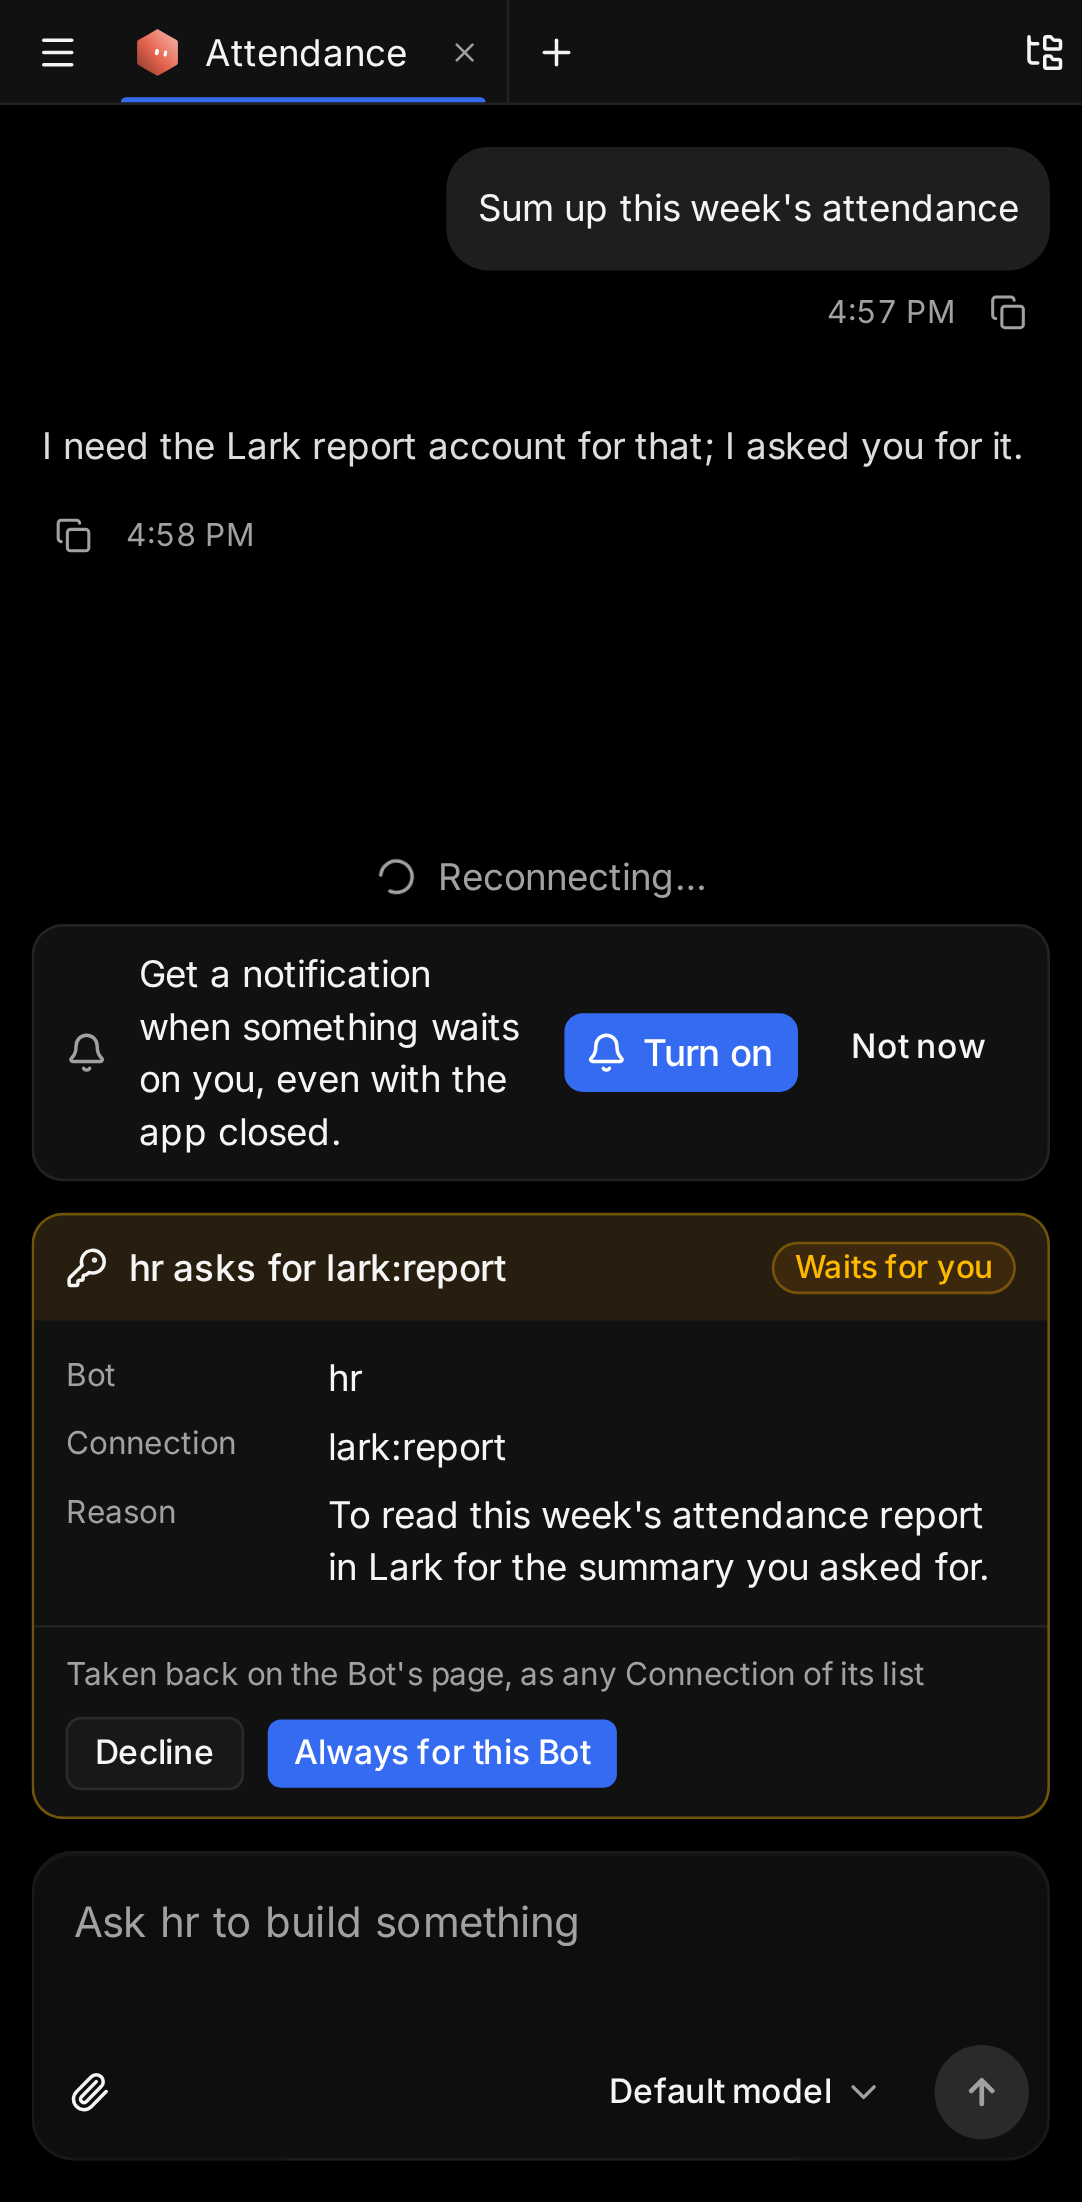 Attendance
Sum up this week's attendance
4:57 PM
I need the Lark report account for that; I asked you for it.
4:58 PM
Reconnecting...
Get a notification
when something waits
on you, even with the
app closed.
Turn on
Not now
hr asks for lark:report
Waits for you
Bot
hr
Connection
lark:report
Reason
To read this week's attendance report
in Lark for the summary you asked for.
Taken back on the Bot's page, as any Connection of its list
Decline
Always for this Bot
Ask hr to build something
Default model